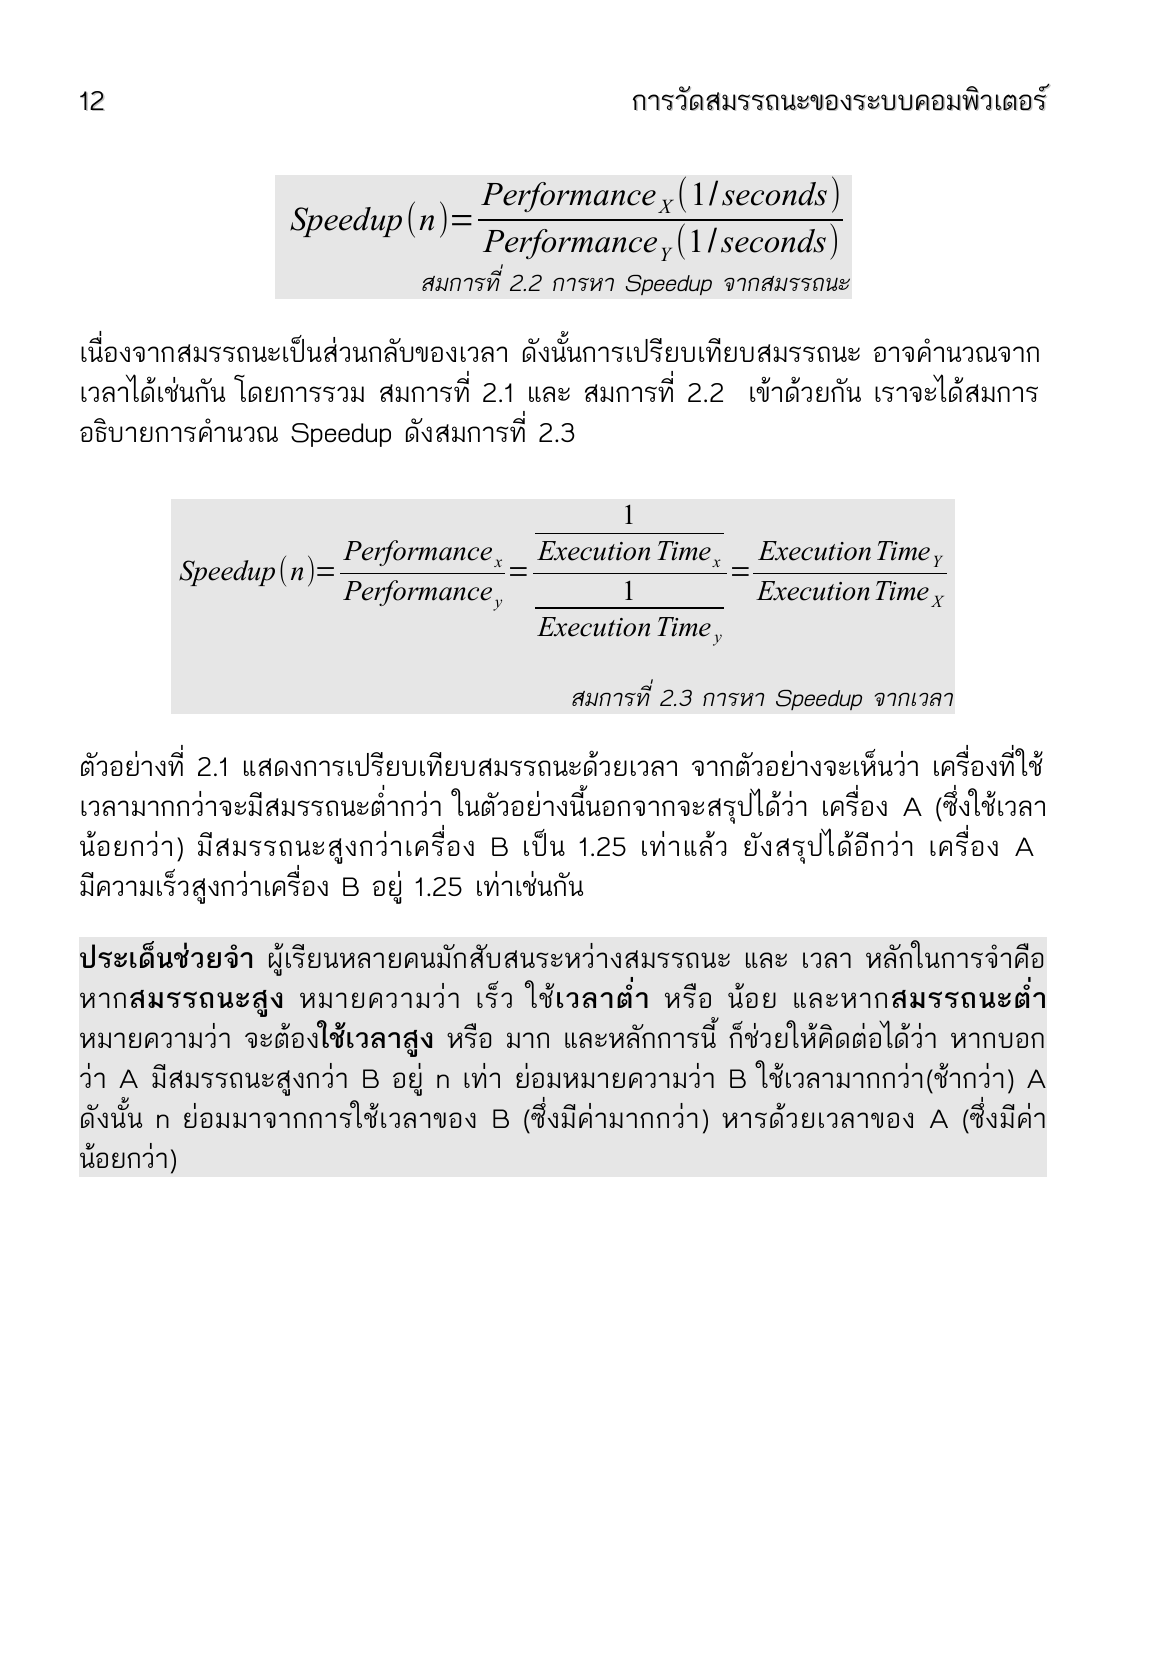 12 การวัดสมรรถนะของระบบคอมพิวเตอร์
Speedup(n)=Performance_X(1/seconds)/Performance_Y(1/seconds)
สมการที่ 2.2 การหา Speedup จากสมรรถนะ
เนื่องจากสมรรถนะเป็นส่วนกลับของเวลา ดังนั้นการเปรียบเทียบสมรรถนะ อาจคำนวณจาก
เวลาได้เช่นกัน โดยการรวม สมการที่ 2.1 และ สมการที่ 2.2 เข้าด้วยกัน เราจะได้สมการ
อธิบายการคำนวณ Speedup ดังสมการที่ 2.3
Speedup(n)=Performance_x/Performance_y=(1/Execution Time_x)/(1/Execution Time_y)=Execution Time_Y/Execution Time_X
สมการที่ 2.3 การหา Speedup จากเวลา
ตัวอย่างที่ 2.1 แสดงการเปรียบเทียบสมรรถนะด้วยเวลา จากตัวอย่างจะเห็นว่า เครื่องที่ใช้
เวลามากกว่าจะมีสมรรถนะต่ำกว่า ในตัวอย่างนี้นอกจากจะสรุปได้ว่า เครื่อง A (ซึ่งใช้เวลา
น้อยกว่า) มีสมรรถนะสูงกว่าเครื่อง B เป็น 1.25 เท่าแล้ว ยังสรุปได้อีกว่า เครื่อง A
มีความเร็วสูงกว่าเครื่อง B อยู่ 1.25 เท่าเช่นกัน
ประเด็นช่วยจำ ผู้เรียนหลายคนมักสับสนระหว่างสมรรถนะ และ เวลา หลักในการจำคือ
หากสมรรถนะสูง หมายความว่า เร็ว ใช้เวลาต่ำ หรือ น้อย และหากสมรรถนะต่ำ
หมายความว่า จะต้องใช้เวลาสูง หรือ มาก และหลักการนี้ ก็ช่วยให้คิดต่อได้ว่า หากบอก
ว่า A มีสมรรถนะสูงกว่า B อยู่ n เท่า ย่อมหมายความว่า B ใช้เวลามากกว่า(ช้ากว่า) A
ดังนั้น n ย่อมมาจากการใช้เวลาของ B (ซึ่งมีค่ามากกว่า) หารด้วยเวลาของ A (ซึ่งมีค่า
น้อยกว่า)